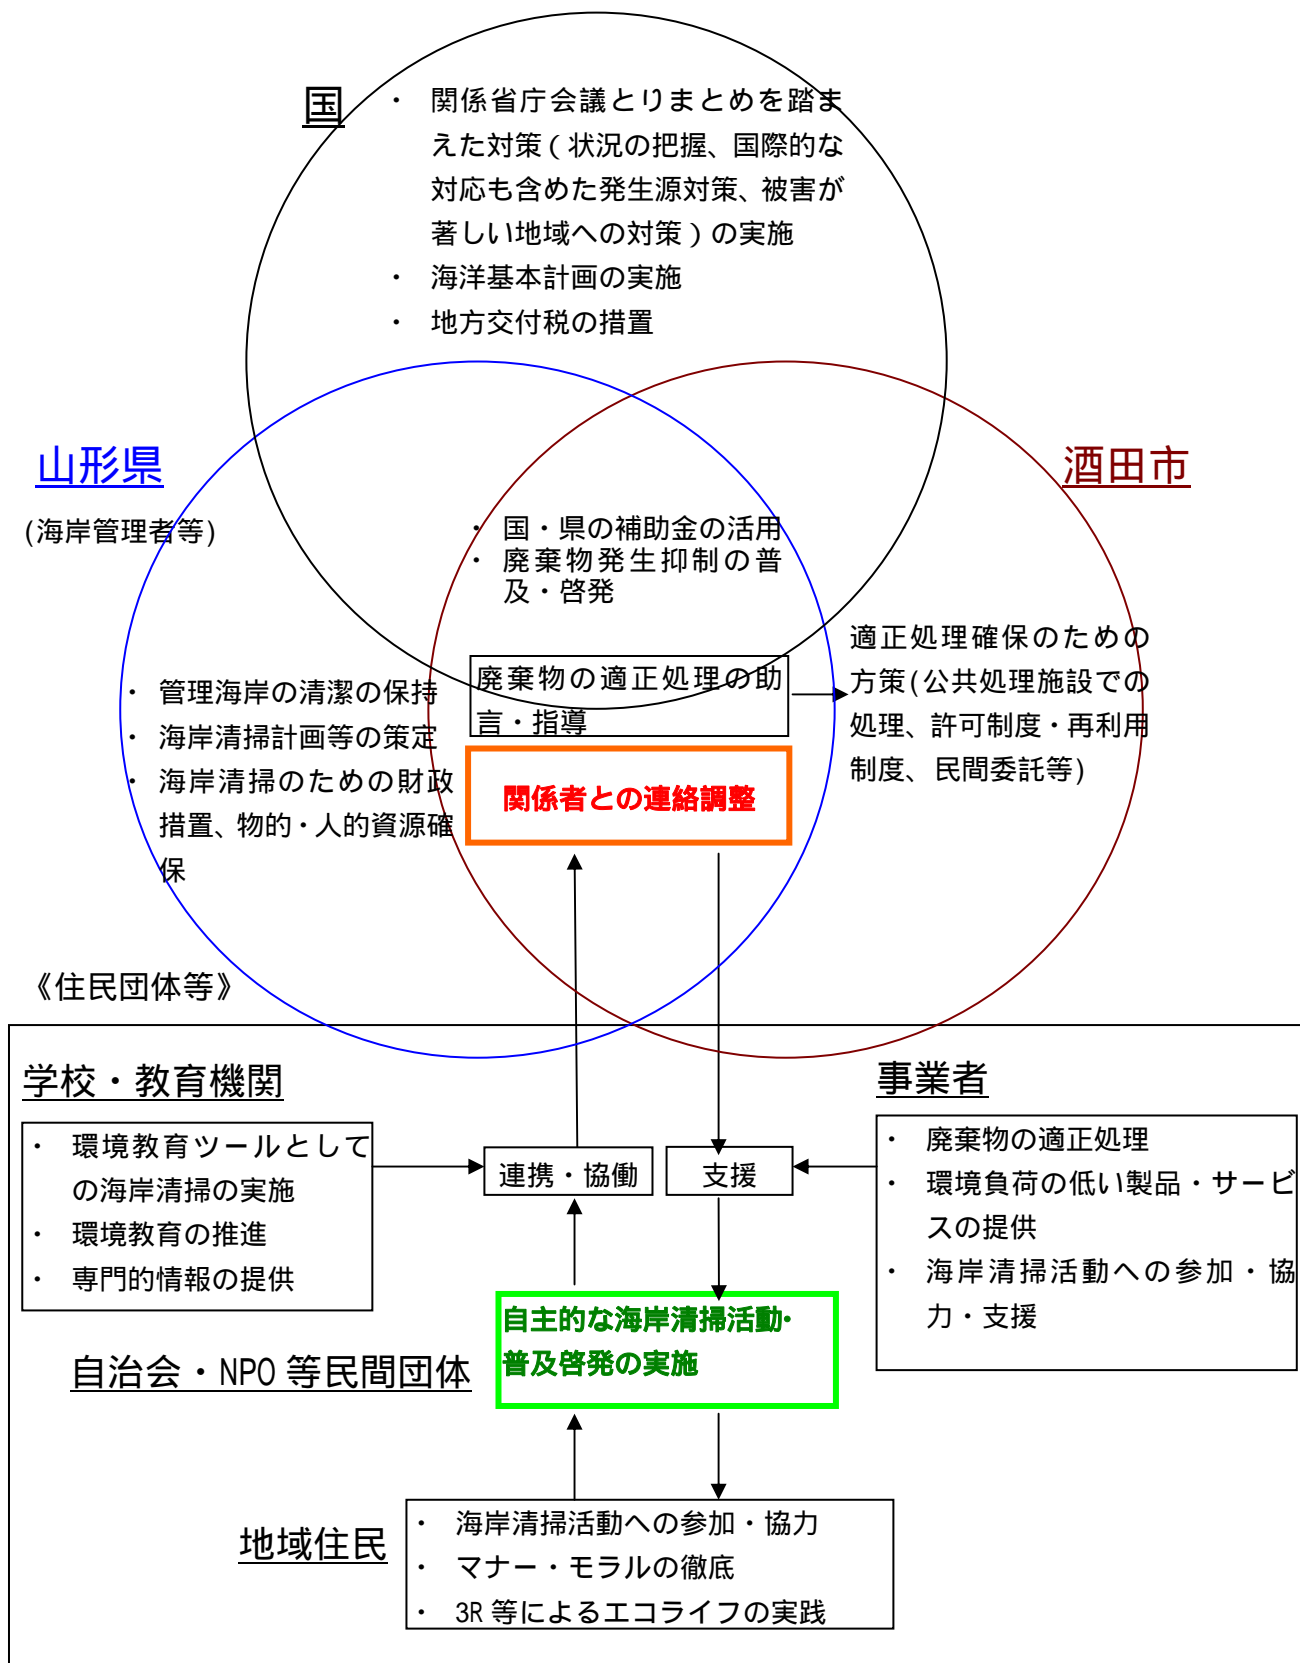 国
・ 関係省庁会議とりまとめを踏ま
えた対策(状況の把握、国際的な
対応も含めた発生源対策、被害が
著しい地域への対策)の実施
・ 海洋基本計画の実施
・ 地方交付税の措置
山形県
(海岸管理者等)
酒田市
・ 国・県の補助金の活用
・ 廃棄物発生抑制の普
及・啓発
廃棄物の適正処理の助
言・指導
適正処理確保のための
方策(公共処理施設での
処理、許可制度・再利用
制度、民間委託等)
・ 管理海岸の清潔の保持
・ 海岸清掃計画等の策定
・ 海岸清掃のための財政
措置、物的・人的資源確
保
関係者との連絡調整
《住民団体等》
学校・教育機関
・ 環境教育ツールとして
の海岸清掃の実施
・ 環境教育の推進
・ 専門的情報の提供
連携・協働
支援
事業者
・ 廃棄物の適正処理
・ 環境負荷の低い製品・サービ
スの提供
・ 海岸清掃活動への参加・協
力・支援
自治会・NPO 等民間団体
自主的な海岸清掃活動・
普及啓発の実施
地域住民
・ 海岸清掃活動への参加・協力
・ マナー・モラルの徹底
・ 3R 等によるエコライフの実践